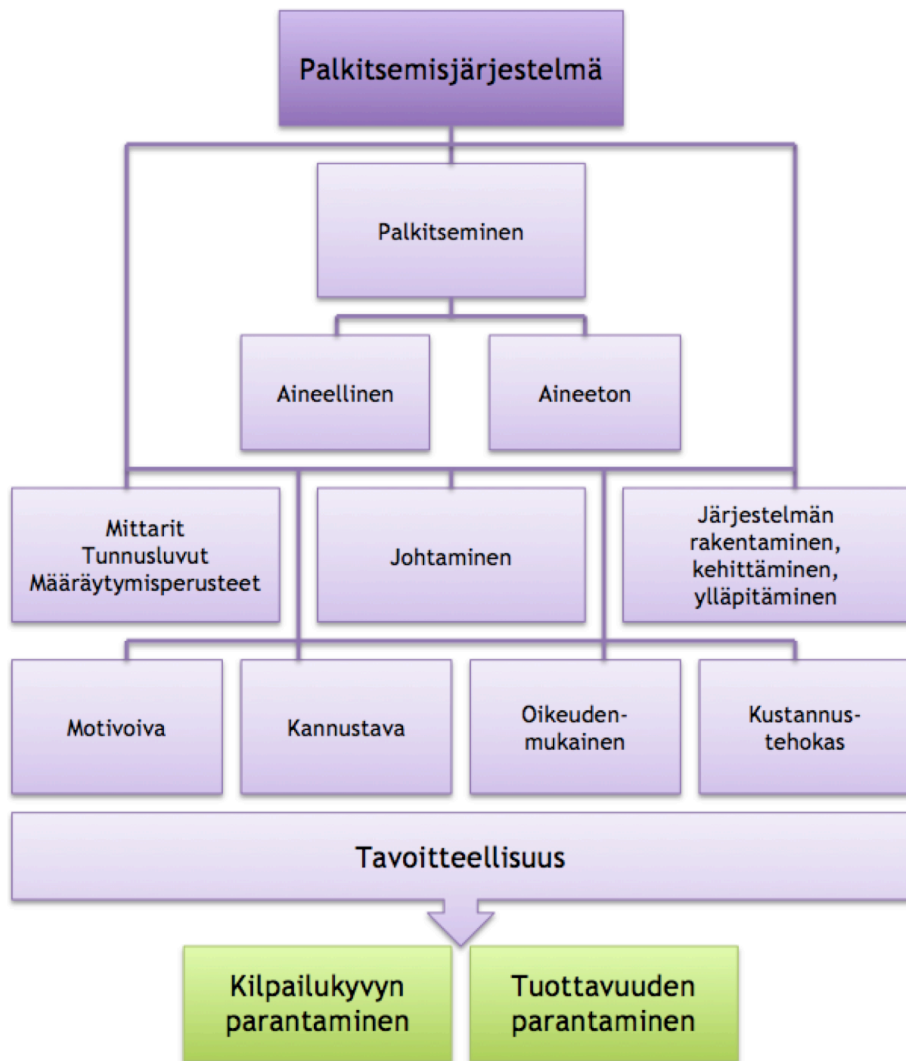 Palkitsemisjärjestelmä
Palkitseminen
Aineellinen
Aineeton
Mittarit
Tunnusluvut
Määräytymisperusteet
Johtaminen
Järjestelmän
rakentaminen,
kehittäminen,
ylläpitäminen
Motivoiva
Kannustava
Oikeuden-
mukainen
Kustannus-
tehokas
Tavoitteellisuus
Kilpailukyvyn
parantaminen
Tuottavuuden
parantaminen